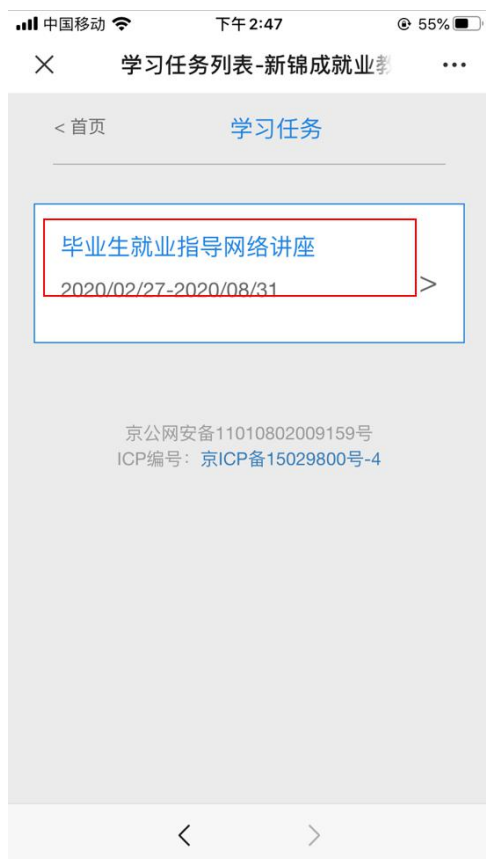 中国移动 下午2:47 55%
学习任务列表-新锦成就业教
< 首页 学习任务
毕业生就业指导网络讲座
2020/02/27-2020/08/31
>
京公网安备11010802009159号
ICP编号：京ICP备15029800号-4